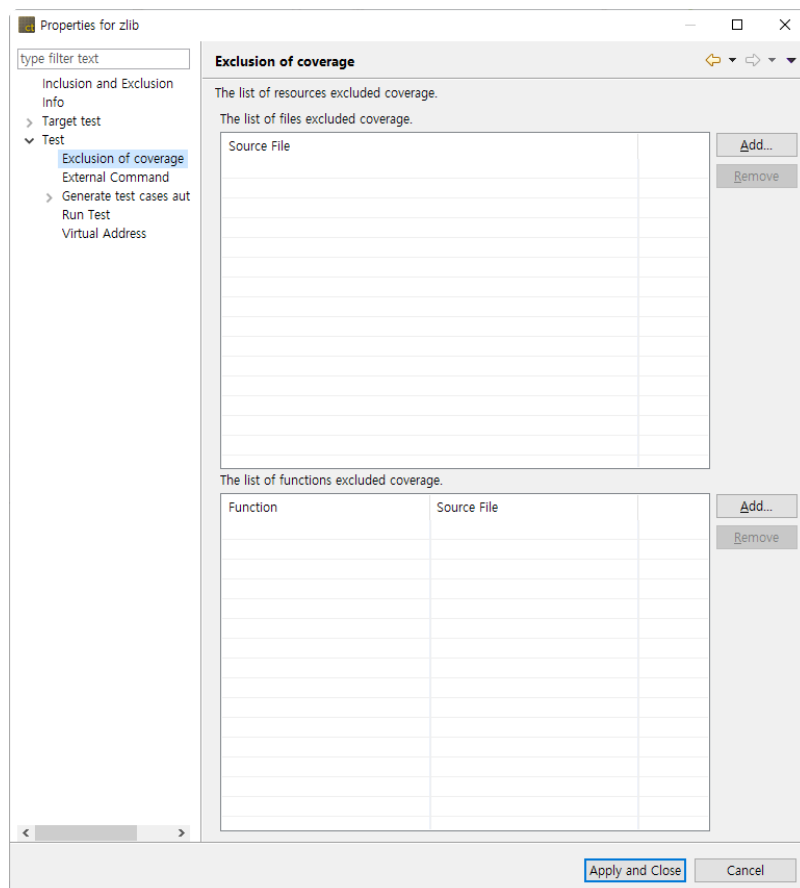 Properties for zlib
type filter text
Inclusion and Exclusion
Info
Target test
Test
Exclusion of coverage
External Command
Generate test cases aut
Run Test
Virtual Address
Exclusion of coverage
The list of resources excluded coverage.
The list of files excluded coverage.
Source File
Add...
Remove
The list of functions excluded coverage.
Function Source File
Add...
Remove
Apply and Close Cancel